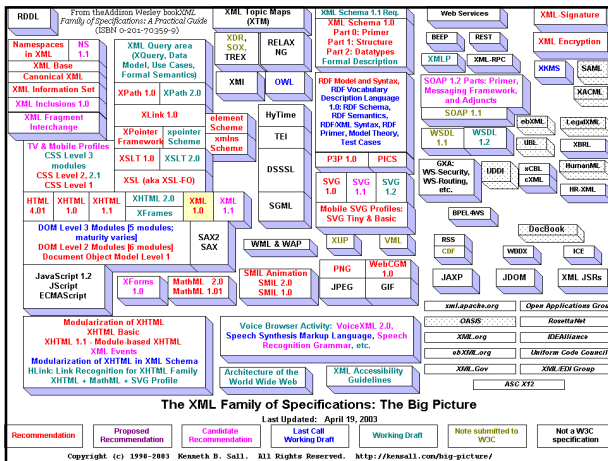 RDDL
From theAddison Wesley bookXML
Family of Specifications: A Practical Guide
(ISBN 0-201-70359-9)
XML Topic Maps
(XTM)
XML Schema 1.1 Req.
XML Schema 1.0
Part 0: Primer
Part 1: Structure
Part 2: Datatypes
Formal Description
Web Services
XML-Signature
XML Encryption
BEEP
REST
XMLP
XML-RPC
XKMS
SAML
XACML
Namespaces
in XML
NS
1.1
XML Base
Canonical XML
XML Information Set
XML Inclusions 1.0
XML Fragment
Interchange
XML Query area
(XQuery, Data
Model, Use Cases,
Formal Semantics)
XPath 1.0
XPath 2.0
XLink 1.0
XPointer
Framework
xpointer
Scheme
element
Scheme
xmlns
Scheme
XSLT 1.0
XSLT 2.0
XSL (aka XSL-FO)
XDR,
SOX,
TREX
RELAX
NG
XMI
OWL
HyTime
TEI
DSSSL
SGML
RDF Model and Syntax,
RDF Vocabulary
Description Language
1.0: RDF Schema,
RDF Semantics,
RDF/XML Syntax, RDF
Primer, Model Theory,
Test Cases
P3P 1.0
PICS
SVG
1.0
SVG
1.1
SVG
1.2
Mobile SVG Profiles:
SVG Tiny & Basic
SOAP 1.2 Parts: Primer,
Messaging Framework,
and Adjuncts
SOAP 1.1
WSDL
1.1
WSDL
1.2
ebXML
UBL
LegalXML
XBRL
GXA:
WS-Security,
WS-Routing,
etc.
UDDI
xCBL
cXML
HumanML
HR-XML
BPEL4WS
TV & Mobile Profiles
CSS Level 3
modules
CSS Level 2, 2.1
CSS Level 1
HTML
4.01
XHTML
1.0
XHTML
1.1
XHTML 2.0
XFrames
XML
1.0
XML
1.1
DOM Level 3 Modules [5 modules;
maturity varies]
DOM Level 2 Modules [6 modules]
Document Object Model Level 1
SAX2
SAX
WML & WAP
XUP
VML
RSS
CBF
DocBook
WBXML
ICE
JavaScript 1.2
JScript
ECMAScript
XForms
1.0
MathML 2.0
MathML 1.01
SMIL Animation
SMIL 2.0
SMIL 1.0
PNG
WebCGM
1.0
JPEG
GIF
JAXP
JDOM
XML JSRs
xml.apache.org
Open Applications Group
OASIS
RosettaNet
XML.org
IDEAlliance
ebXML.org
Uniform Code Council
XML.Gov
XML/EDI Group
ASC X12
Modularization of XHTML
XHTML Basic
XHTML 1.1 - Module-based XHTML
XML Events
Modularization of XHTML in XML Schema
HLink: Link Recognition for XHTML Family
XHTML + MathML + SVG Profile
Voice Browser Activity: VoiceXML 2.0,
Speech Synthesis Markup Language, Speech
Recognition Grammar, etc.
Architecture of the
World Wide Web
XML Accessibility
Guidelines
The XML Family of Specifications: The Big Picture
Last Updated: April 19, 2003
Recommendation
Proposed
Recommendation
Candidate
Recommendation
Last Call
Working Draft
Working Draft
Note submitted to
W3C
Not a W3C
specification
Copyright (c) 1998-2003 Kenneth B. Sall. All Rights Reserved. http://kensall.com/big-picture/